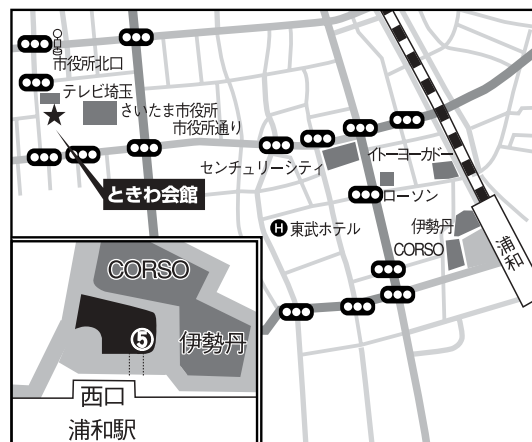 市役所北口
テレビ埼玉
さいたま市役所
市役所通り
センチュリーシティ
イトーヨーカドー
ときわ会館
ローソン
H 東武ホテル
伊勢丹
CORSO
浦和
CORSO
⑤
伊勢丹
西口
浦和駅